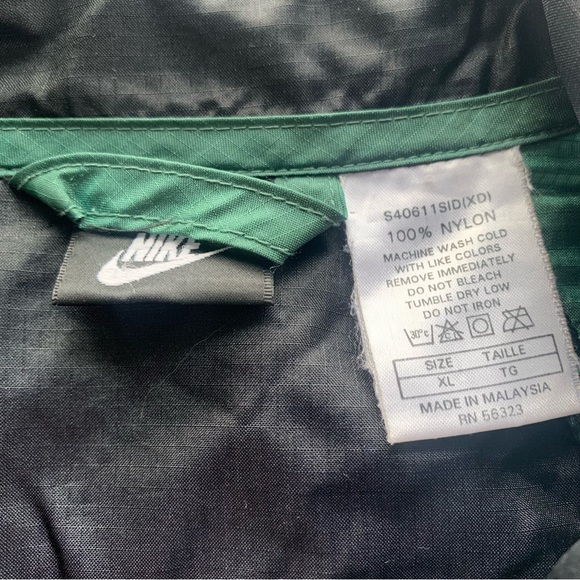 NIKE
S40611SID(XD)
100% NYLON
MACHINE WASH COLD
WITH LIKE COLORS
REMOVE IMMEDIATELY
DO NOT BLEACH
TUMBLE DRY LOW
DO NOT IRON
30°C
SIZE TAILLE
XL TG
MADE IN MALAYSIA
RN 56323